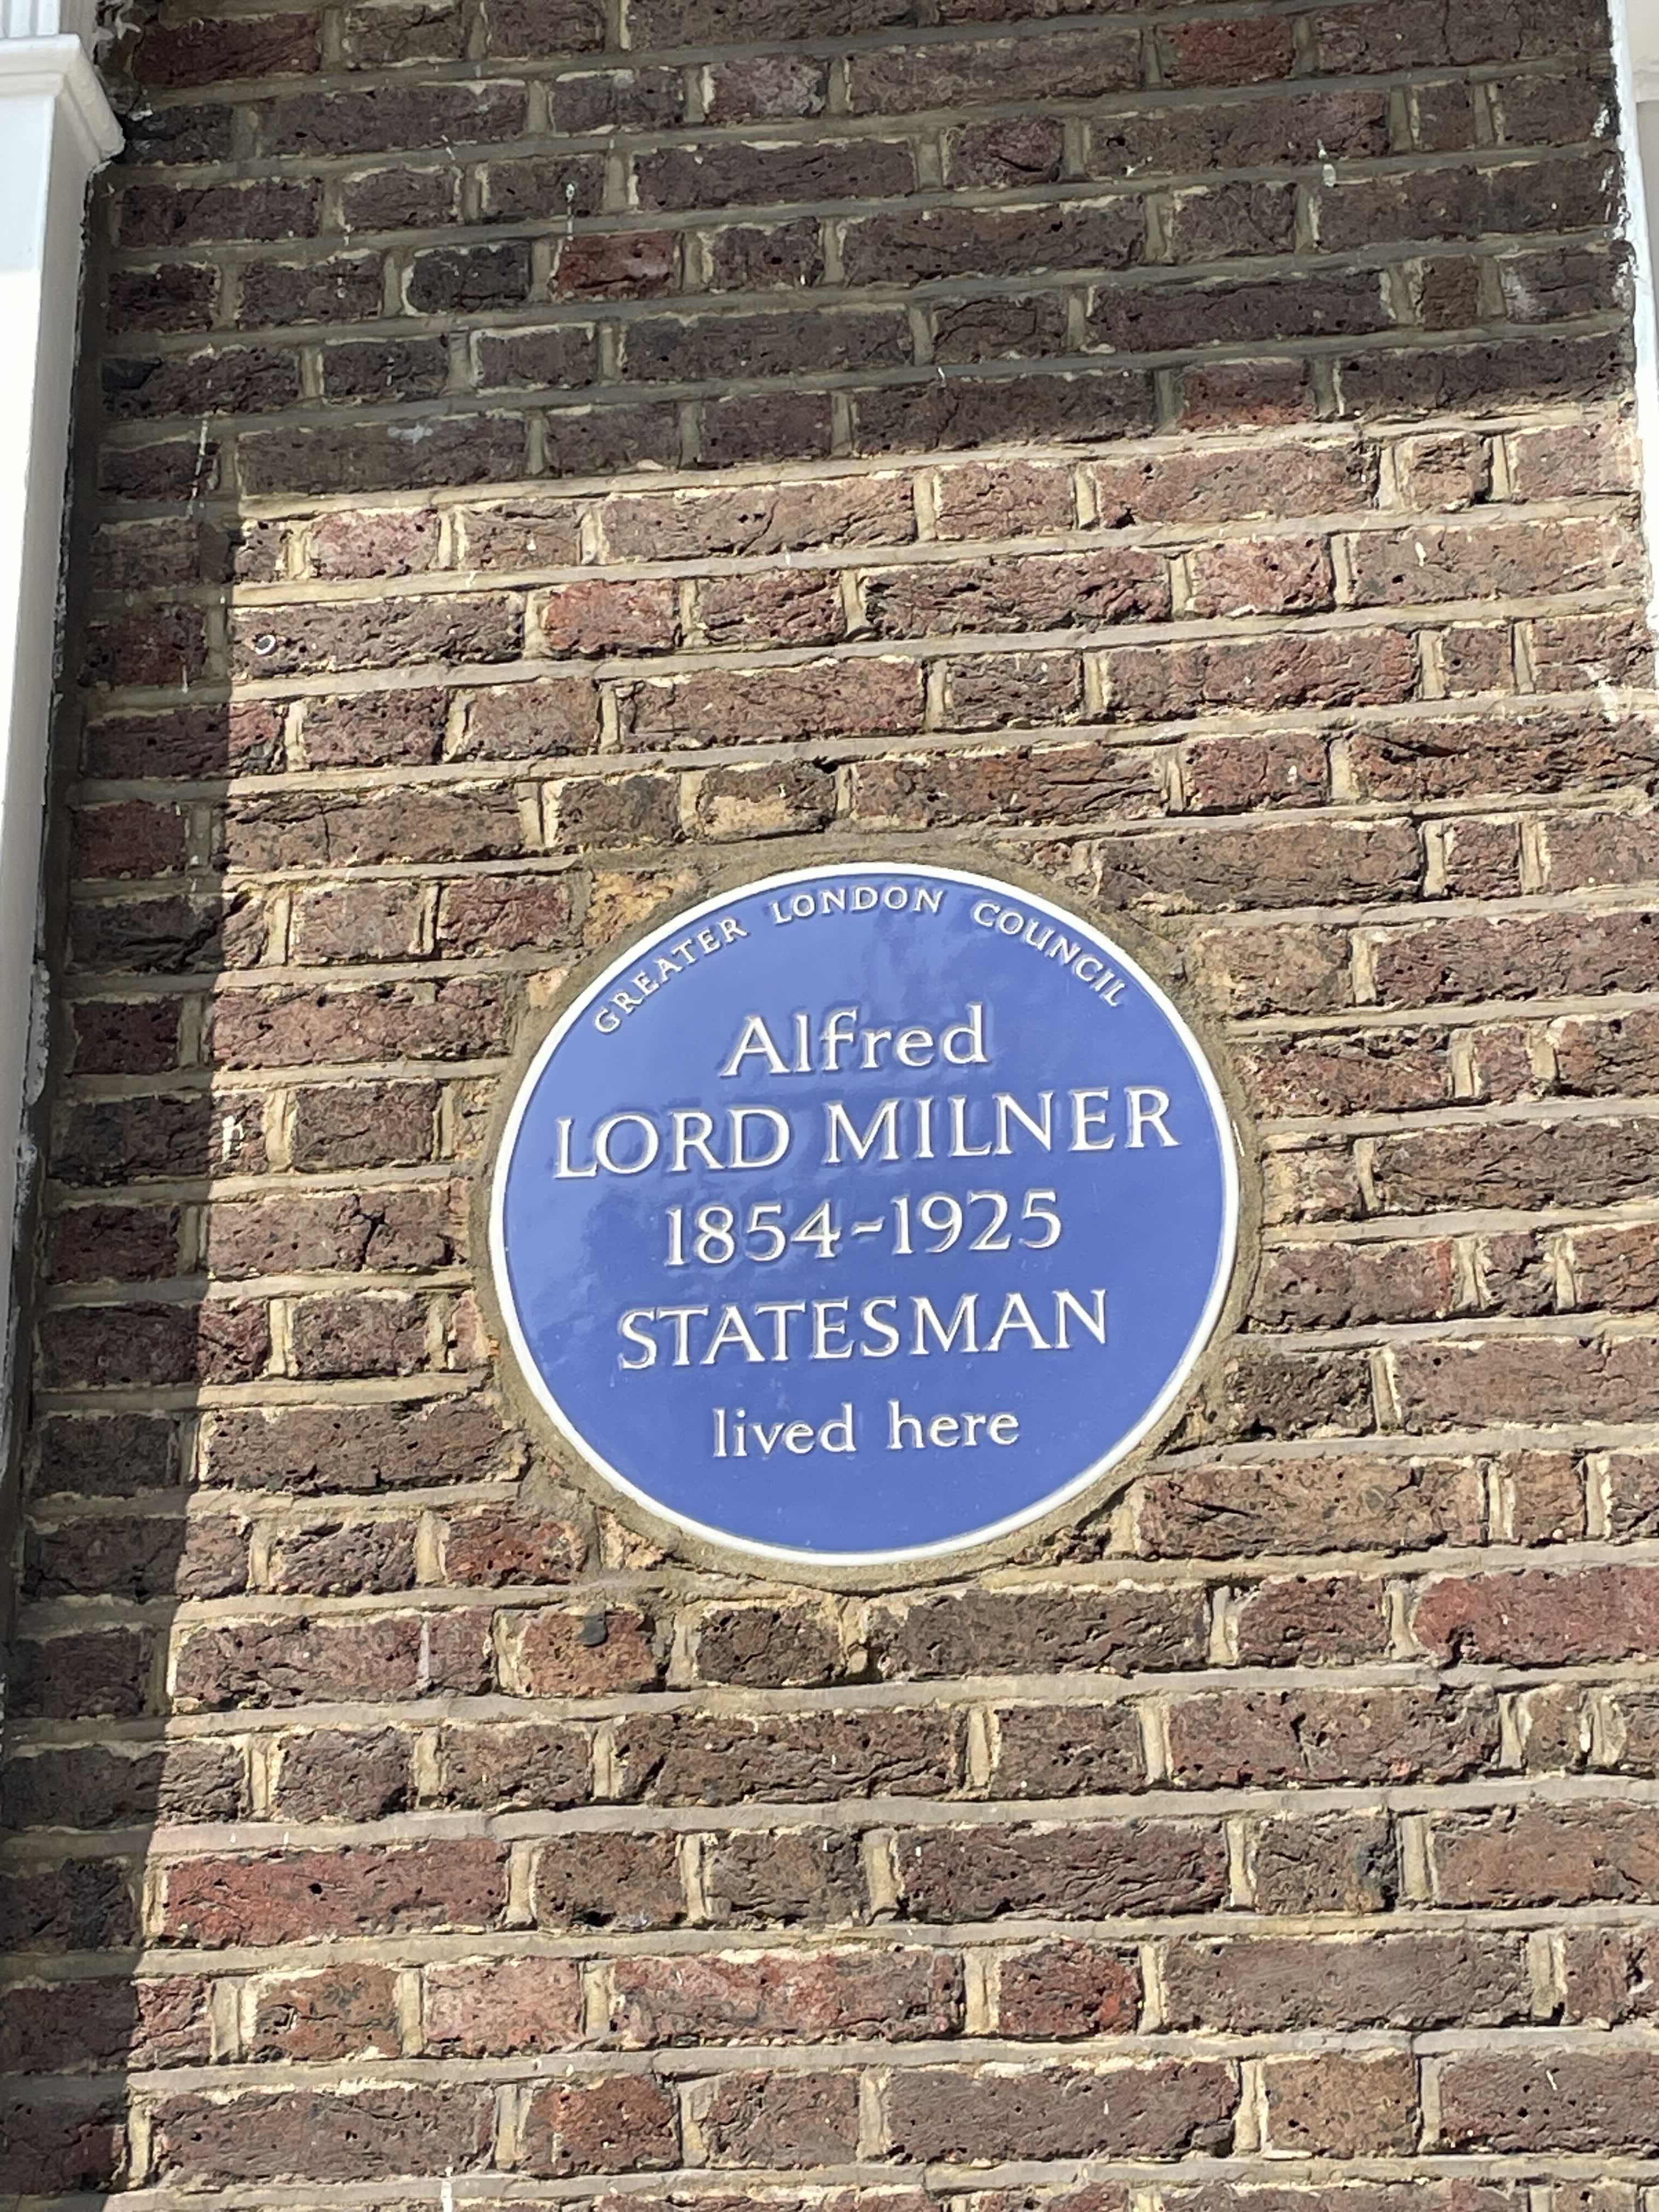 GREATER LONDON COUNCIL
Alfred
LORD MILNER
1854-1925
STATESMAN
lived here